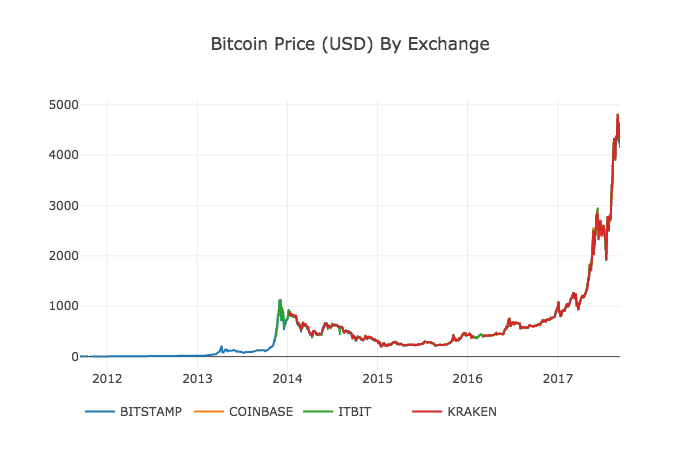 Bitcoin Price (USD) By Exchange
5000
4000
3000
2000
1000
0
2012 2013 2014 2015 2016 2017
BITSTAMP COINBASE ITBIT KRAKEN